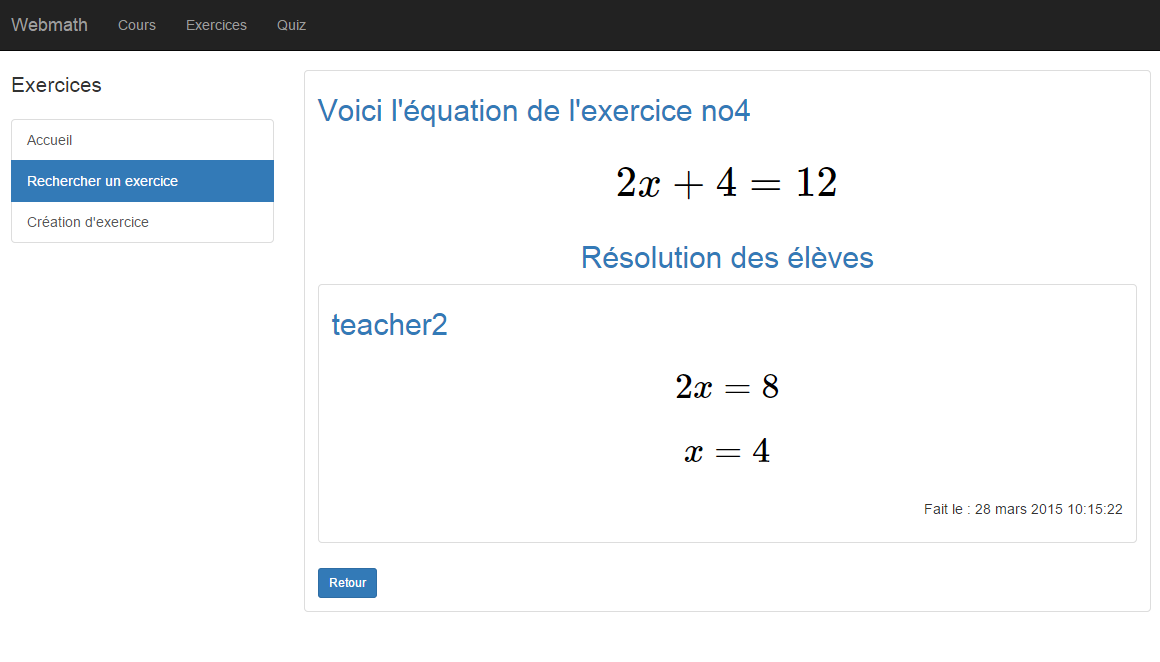 Webmath Cours Exercices Quiz
Exercices
Accueil
Rechercher un exercice
Création d'exercice
Voici l'équation de l'exercice no4
2x + 4 = 12
Résolution des élèves
teacher2
2x = 8
x = 4
Fait le : 28 mars 2015 10:15:22
Retour